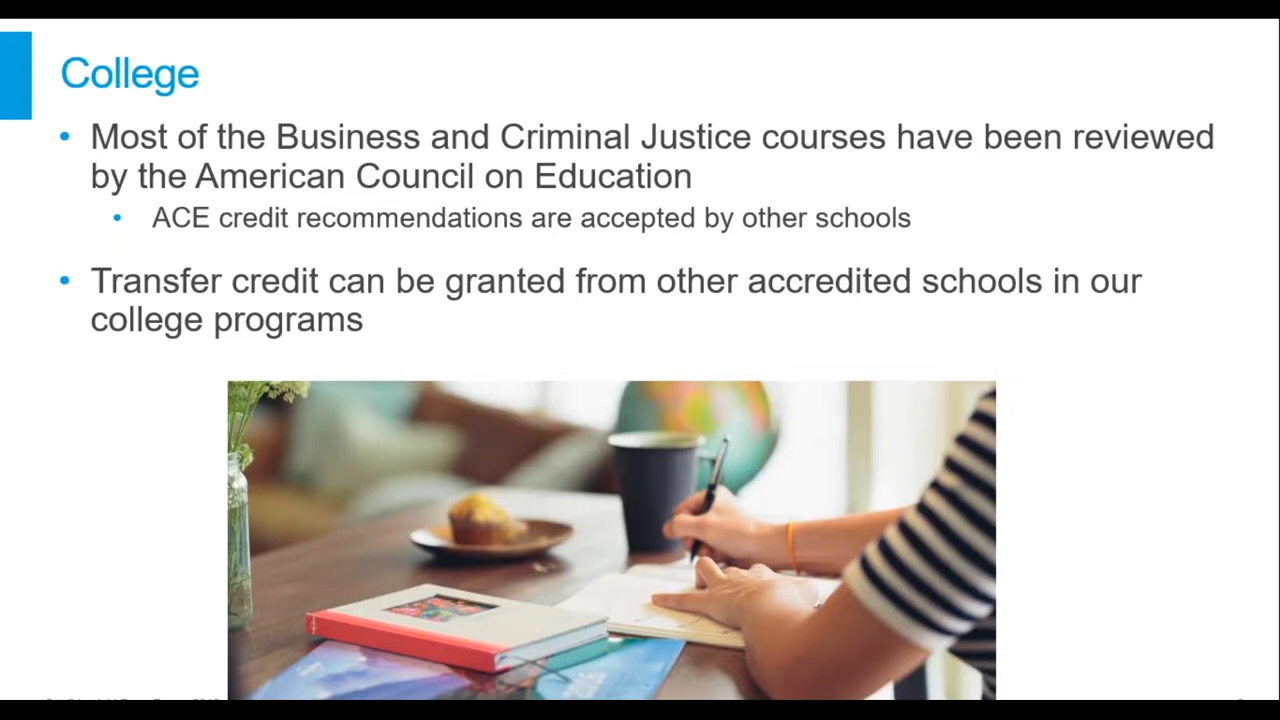 College
Most of the Business and Criminal Justice courses have been reviewed
by the American Council on Education
ACE credit recommendations are accepted by other schools
Transfer credit can be granted from other accredited schools in our
college programs